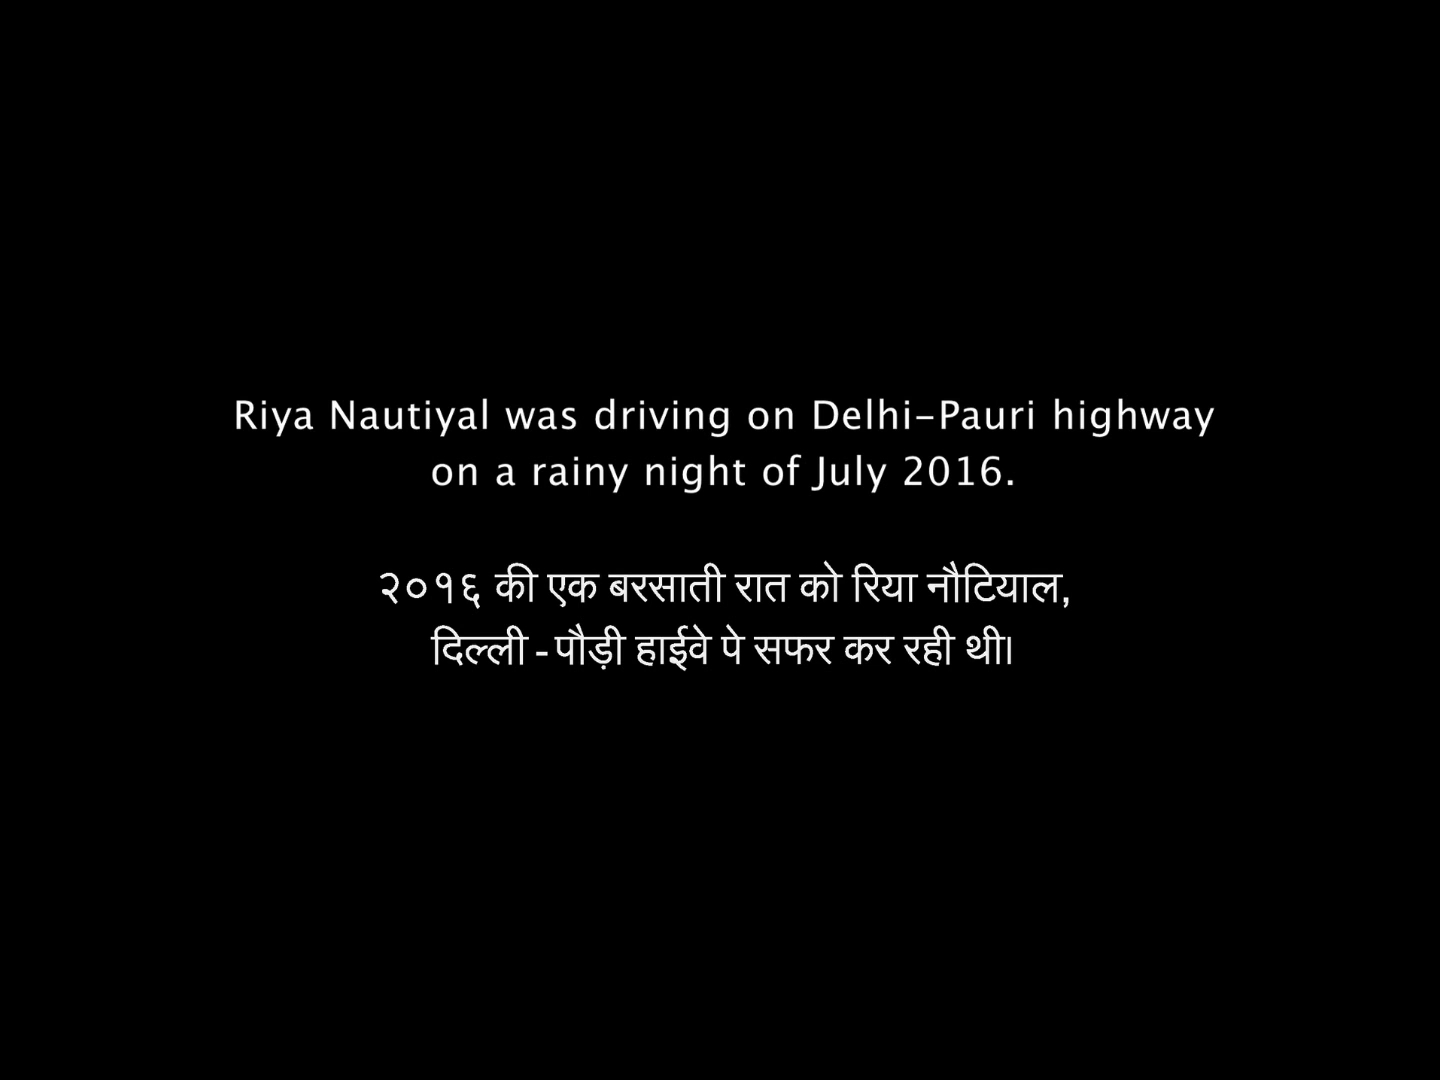 Riya Nautiyal was driving on Delhi-Pauri highway
on a rainy night of July 2016.
२०१६ की एक बरसाती रात को रिया नौटियाल,
दिल्ली - पौड़ी हाईवे पे सफर कर रही थी।